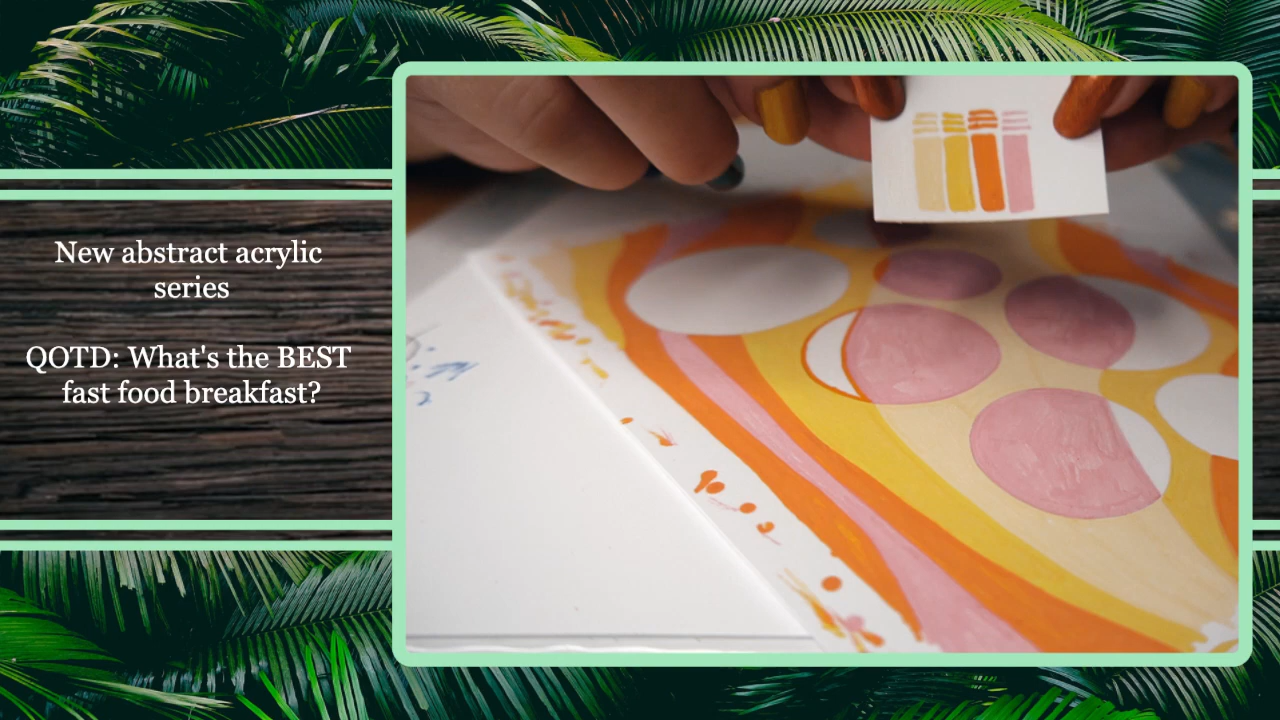 New abstract acrylic
series
QOTD: What's the BEST
fast food breakfast?